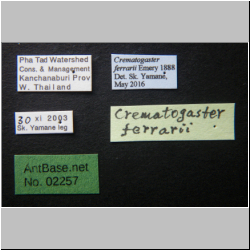 Pha Tad Watershed
Cons. & Management
Kanchanaburi Prov
W. Thailand
Crematogaster
ferrarii Emery 1888
Det. Sk. Yamane,
May 2016
30 xi 2003
Sk. Yamane leg
Crematogaster
ferrarii
AntBase.net
No. 02257